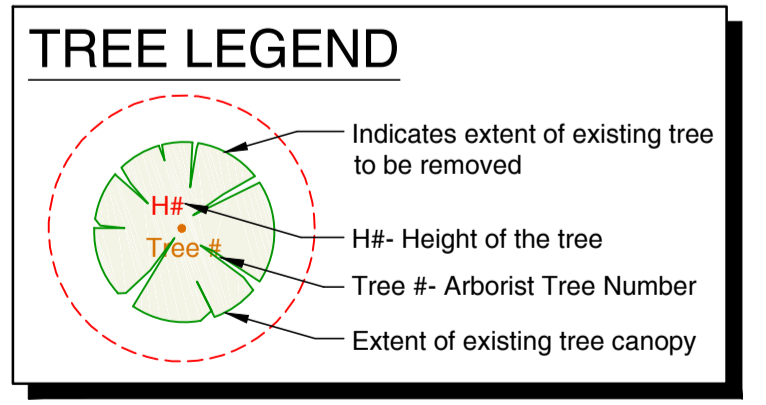 TREE LEGEND
Indicates extent of existing tree
to be removed
H#
H#- Height of the tree
Tree #
Tree #- Arborist Tree Number
Extent of existing tree canopy